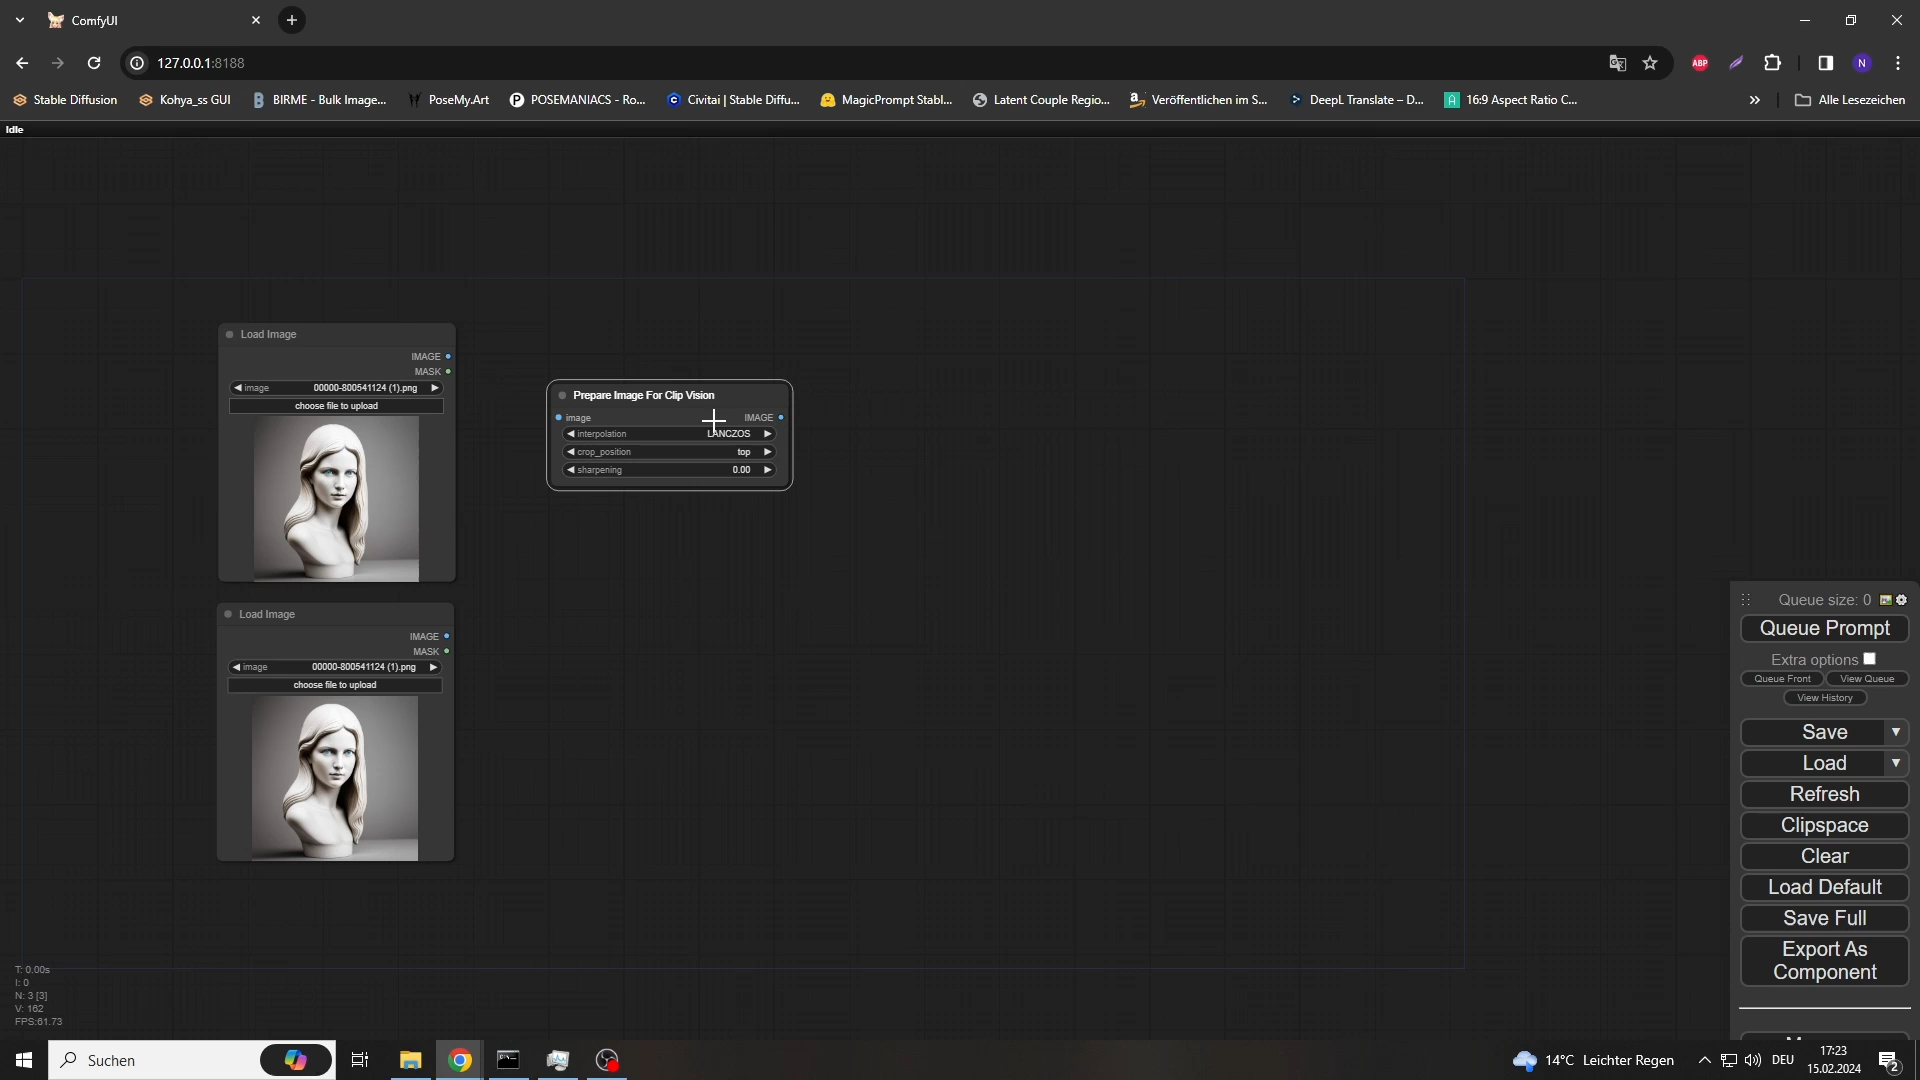 ComfyUI
127.0.0.1:8188
ABP
N
Stable Diffusion
Kohya_ss GUI
BIRME - Bulk Image...
PoseMy.Art
POSEMANIACS - Ro...
Civitai | Stable Diffu...
MagicPrompt Stabl...
Latent Couple Regio...
Veröffentlichen im S...
DeepL Translate – D...
16:9 Aspect Ratio C...
»
Alle Lesezeichen
Idle
Load Image
IMAGE
MASK
image 00000-800541124 (1).png
choose file to upload
Prepare Image For Clip Vision
image IMAGE
interpolation LANCZOS
crop_position top
sharpening 0.00
Load Image
IMAGE
MASK
image 00000-800541124 (1).png
choose file to upload
Queue size: 0
Queue Prompt
Extra options
Queue Front View Queue
View History
Save
Load
Refresh
Clipspace
Clear
Load Default
Save Full
Export As
Component
T: 0.00s
I: 0
N: 3 [3]
V: 162
FPS:61.73
Suchen
14°C Leichter Regen
DEU
17:23
15.02.2024
2